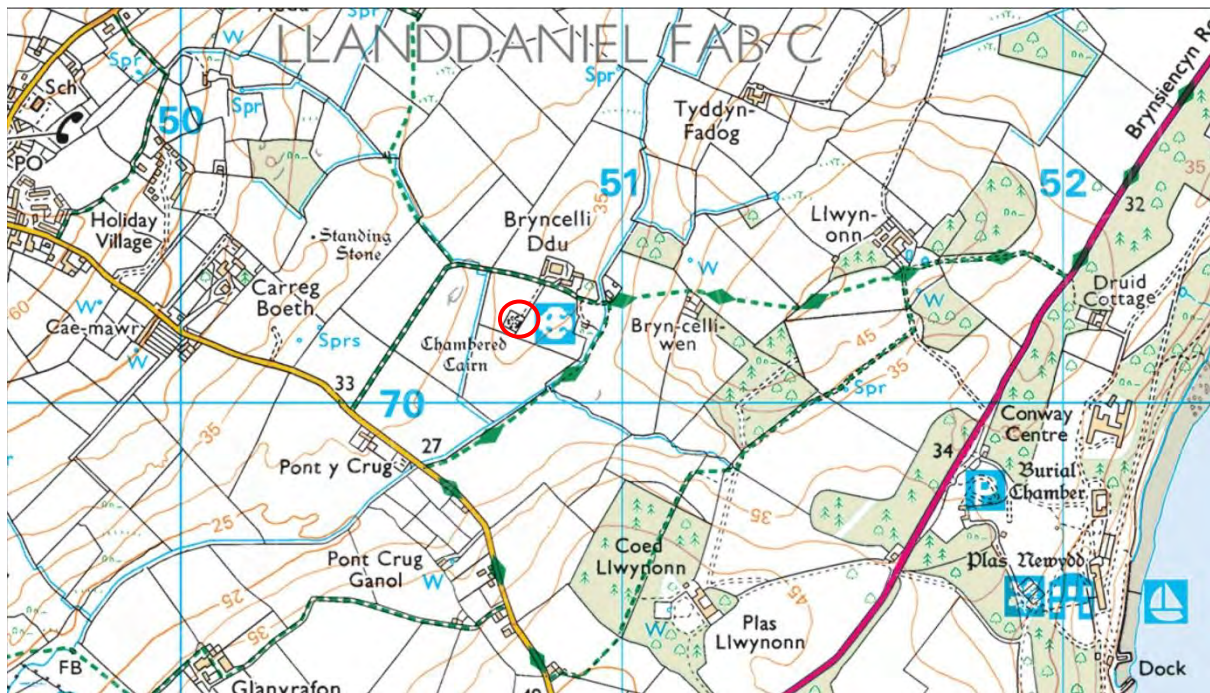 LLANDDANIEL FAB C
W
Spr
Sch
Spr
Spr
50
PO
Holiday
Village
Standing
Stone
Bryncelli
Ddu
51
35
Tyddyn-
Fadog
Llwyn-
onn
52
Brynsiencyn
32
35
60
W
Cae-mawr
W
Carreg
Boeth
Sprs
Chambered
Cairn
W
Bryn-celli-
wen
W
45
35
Druid
Cottage
33
70
Spr
35
Pont y Crug
27
Conway
Centre
34
P
Burial
Chamber
25
35
Pont Crug
Ganol
W
Coed
Llwynonn
Plas Newydd
45
25
35
W
Plas
Llwynonn
FB
Glanyrafon
Dock